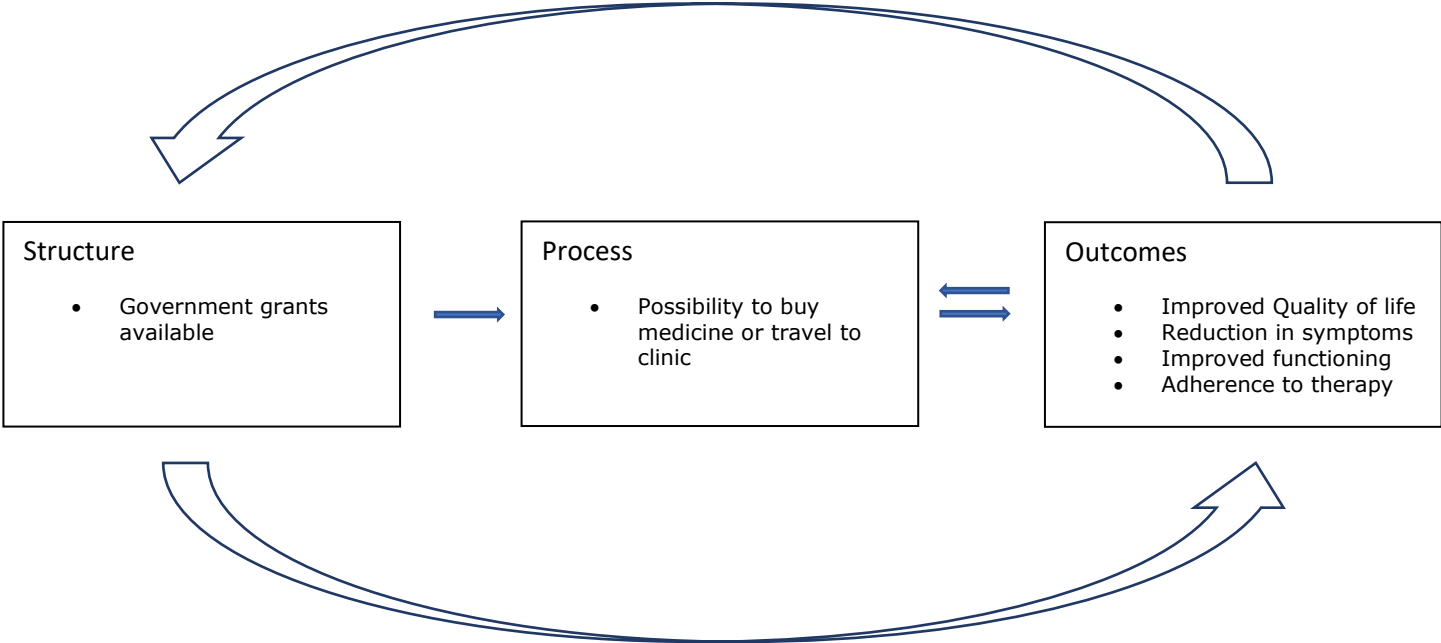 Structure
• Government grants
available
Process
• Possibility to buy
medicine or travel to
clinic
Outcomes
• Improved Quality of life
• Reduction in symptoms
• Improved functioning
• Adherence to therapy